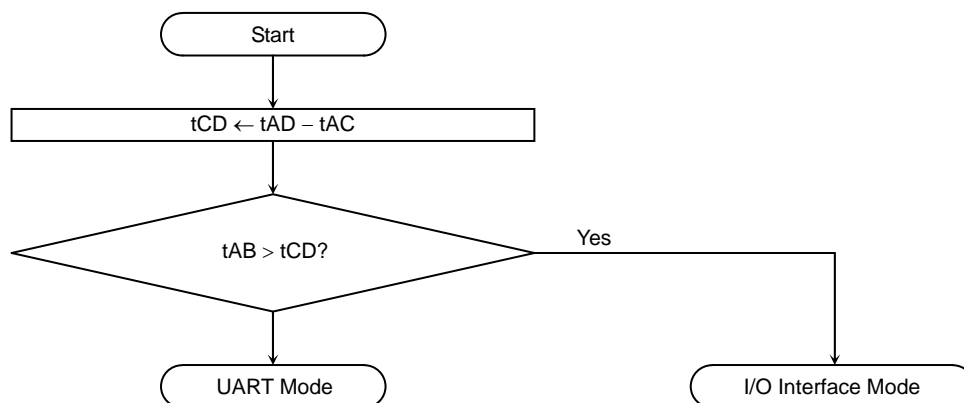 Start
tCD ← tAD − tAC
tAB > tCD?
Yes
UART Mode
I/O Interface Mode